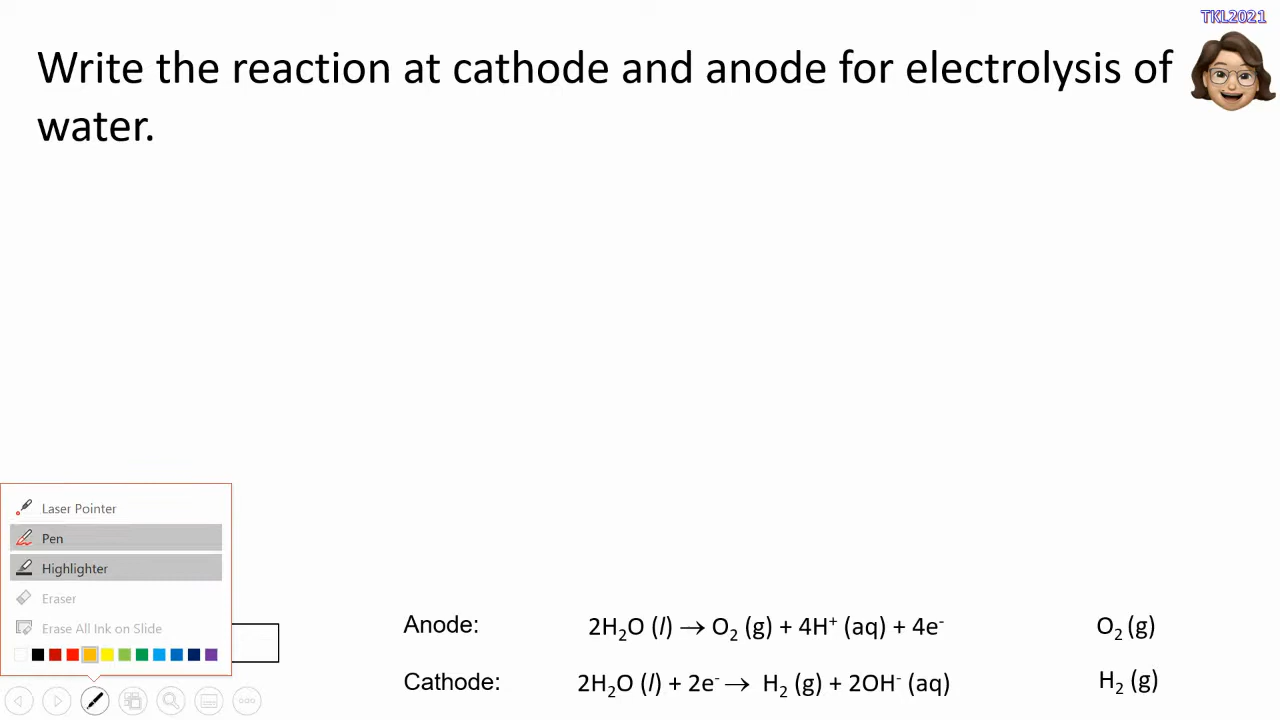 TKL2021
Write the reaction at cathode and anode for electrolysis of
water.
Laser Pointer
Pen
Highlighter
Eraser
Erase All Ink on Slide
Anode: 2H₂O (l) → O₂ (g) + 4H⁺ (aq) + 4e⁻ O₂ (g)
Cathode: 2H₂O (l) + 2e⁻ → H₂ (g) + 2OH⁻ (aq) H₂ (g)